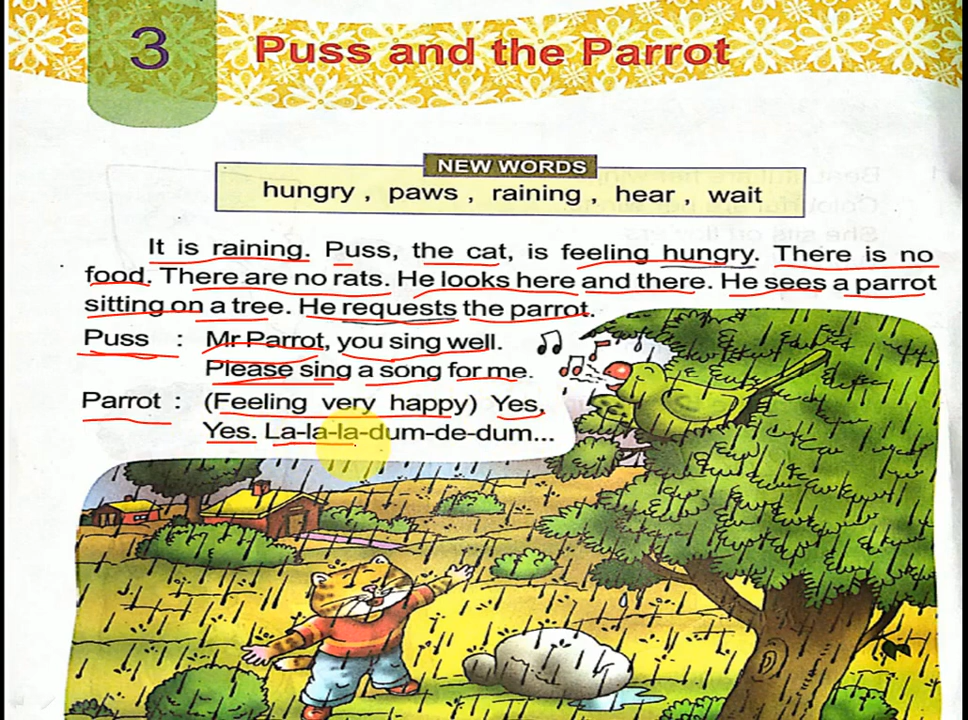 3
Puss and the Parrot
NEW WORDS
hungry , paws , raining , hear , wait
It is raining. Puss, the cat, is feeling hungry. There is no
food. There are no rats. He looks here and there. He sees a parrot
sitting on a tree. He requests the parrot.
Puss : Mr Parrot, you sing well.
Please sing a song for me.
Parrot : (Feeling very happy) Yes,
Yes. La-la-la-dum-de-dum...